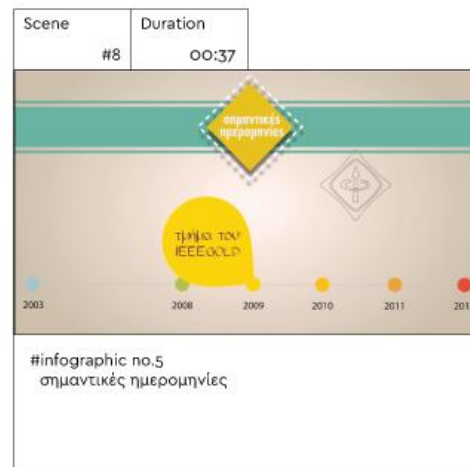 Scene
Duration
#8
00:37
σημαντικές
ημερομηνίες
τμήμα του
IEEEGOLD
2003
2008
2009
2010
2011
201
#infographic no.5
σημαντικές ημερομηνίες